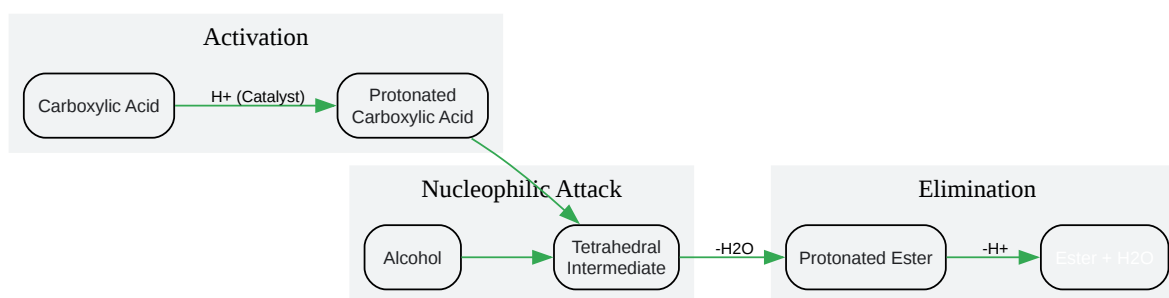 Activation
Carboxylic Acid
H+ (Catalyst)
Protonated
Carboxylic Acid
Nucleophilic Attack
Alcohol
Tetrahedral
Intermediate
-H2O
Elimination
Protonated Ester
-H+
Ester + H2O